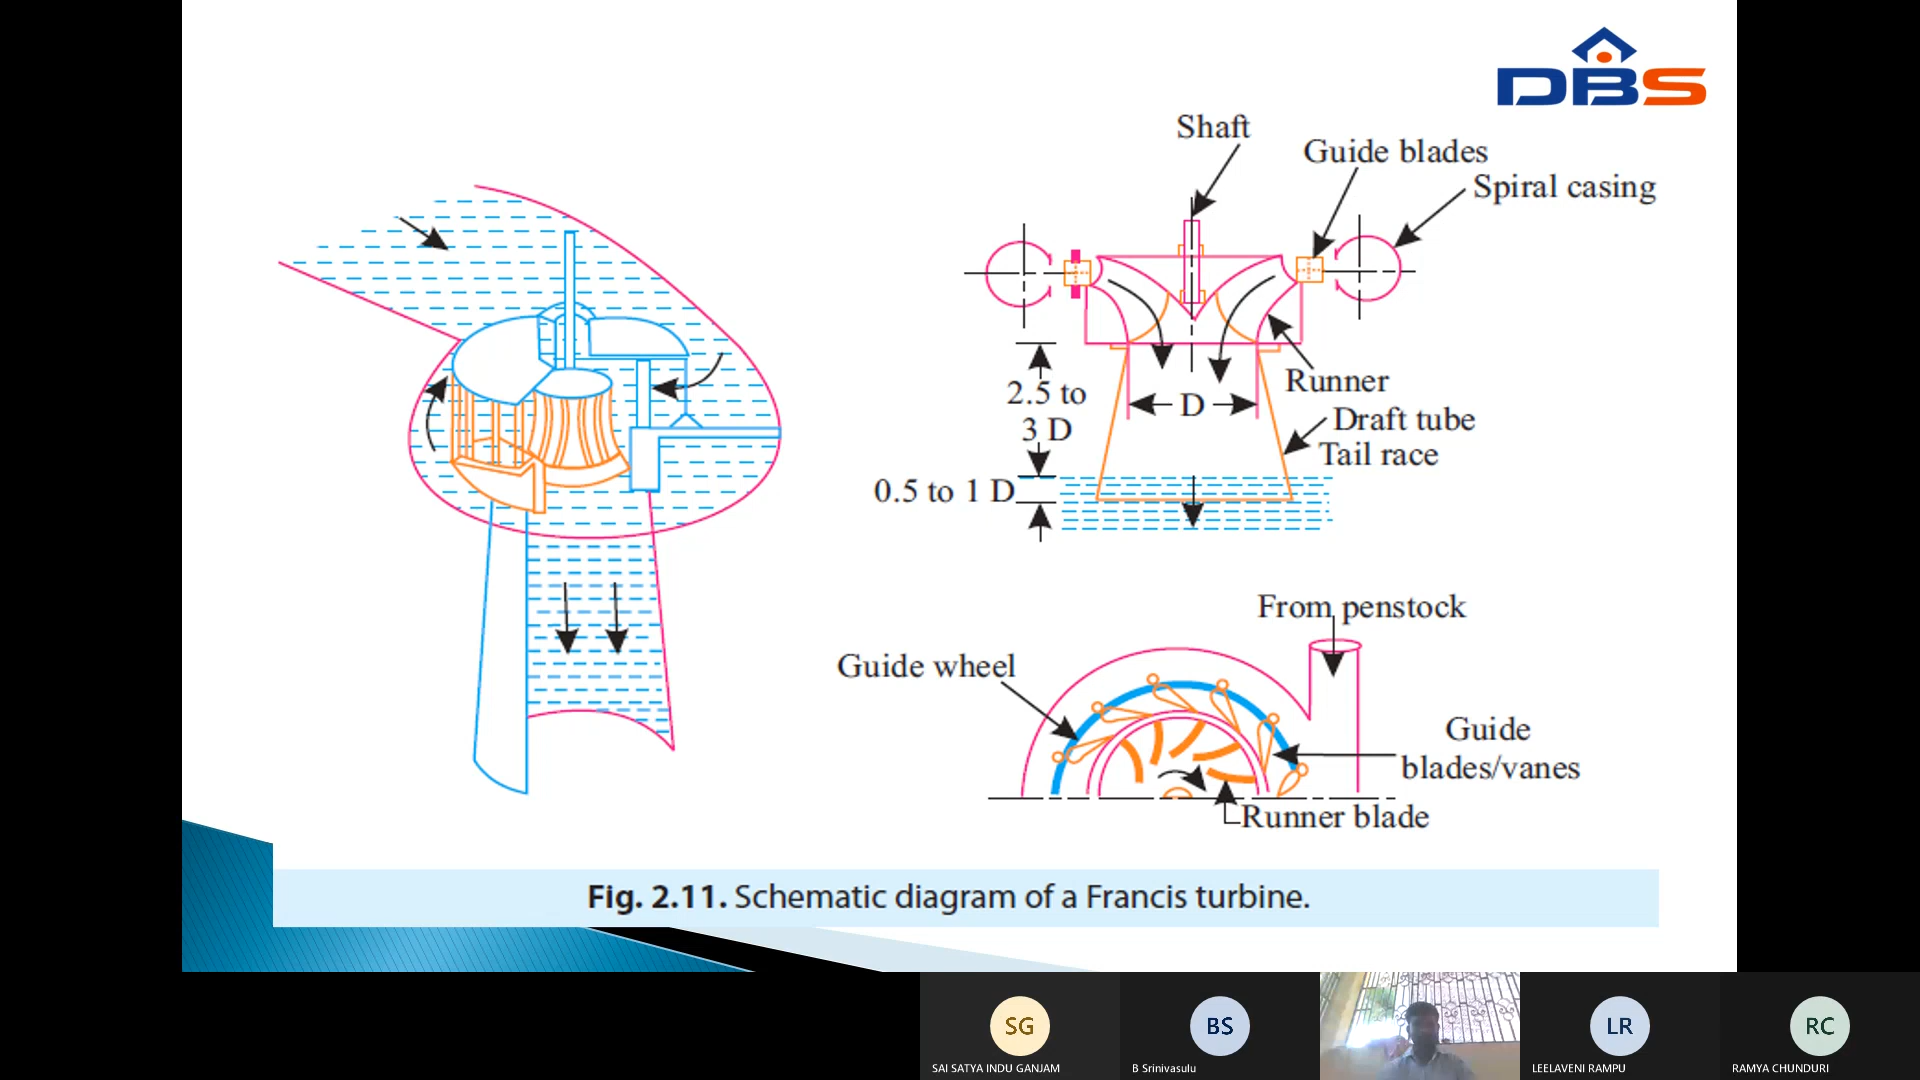 DBS
Shaft
Guide blades
Spiral casing
2.5 to
3 D
D
Runner
Draft tube
Tail race
0.5 to 1 D
From penstock
Guide wheel
Guide
blades/vanes
Runner blade
Fig. 2.11. Schematic diagram of a Francis turbine.
SG
BS
LR
RC
SAI SATYA INDU GANJAM
B Srinivasulu
LEELAVENI RAMPU
RAMYA CHUNDURI